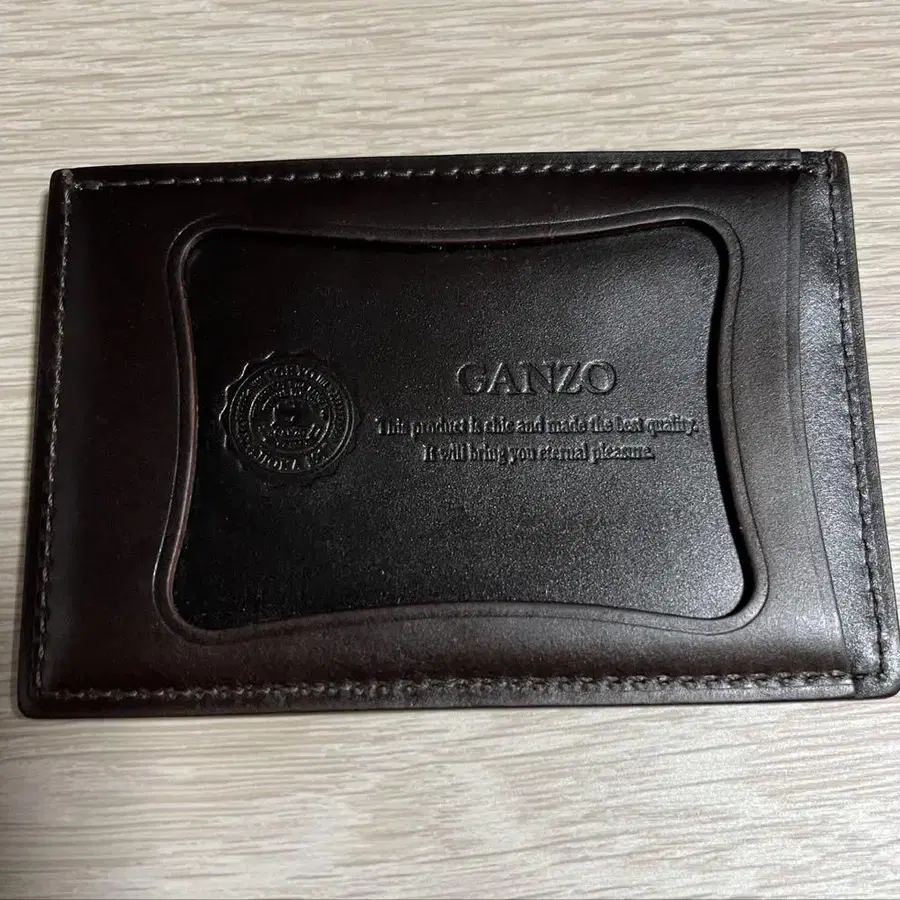 GANZO
This product is chic and made the best quality.
It will bring you eternal pleasure.